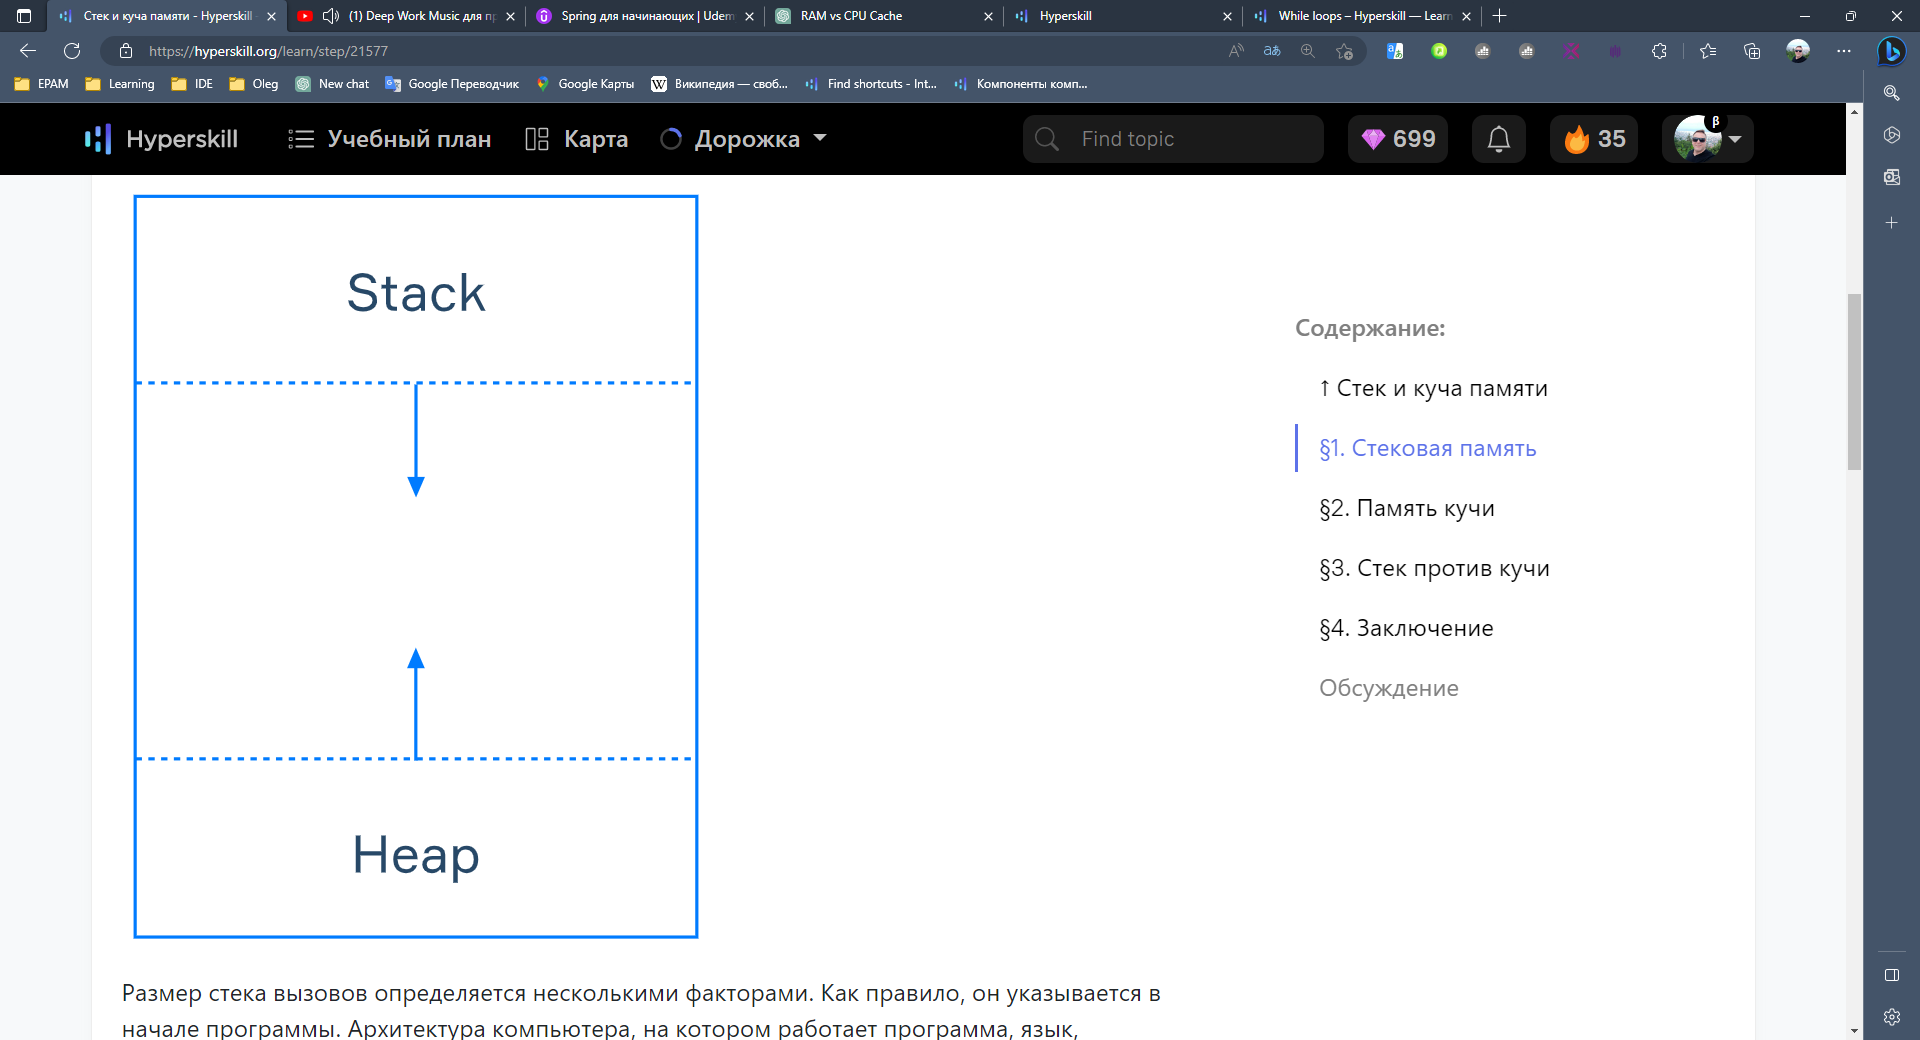 Стек и куча памяти - Hyperskill
(1) Deep Work Music для
Spring для начинающих | Udem
RAM vs CPU Cache
Hyperskill
While loops – Hyperskill — Learn
https://hyperskill.org/learn/step/21577
EPAM
Learning
IDE
Oleg
New chat
Google Переводчик
Google Карты
Википедия — своб...
Find shortcuts - Int...
Компоненты комп...
Hyperskill
Учебный план
Карта
Дорожка
Find topic
699
35
β
Stack
Heap
Содержание:
↑ Стек и куча памяти
§1. Стековая память
§2. Память кучи
§3. Стек против кучи
§4. Заключение
Обсуждение
Размер стека вызовов определяется несколькими факторами. Как правило, он указывается в
начале программы. Архитектура компьютера, на котором работает программа, язык,